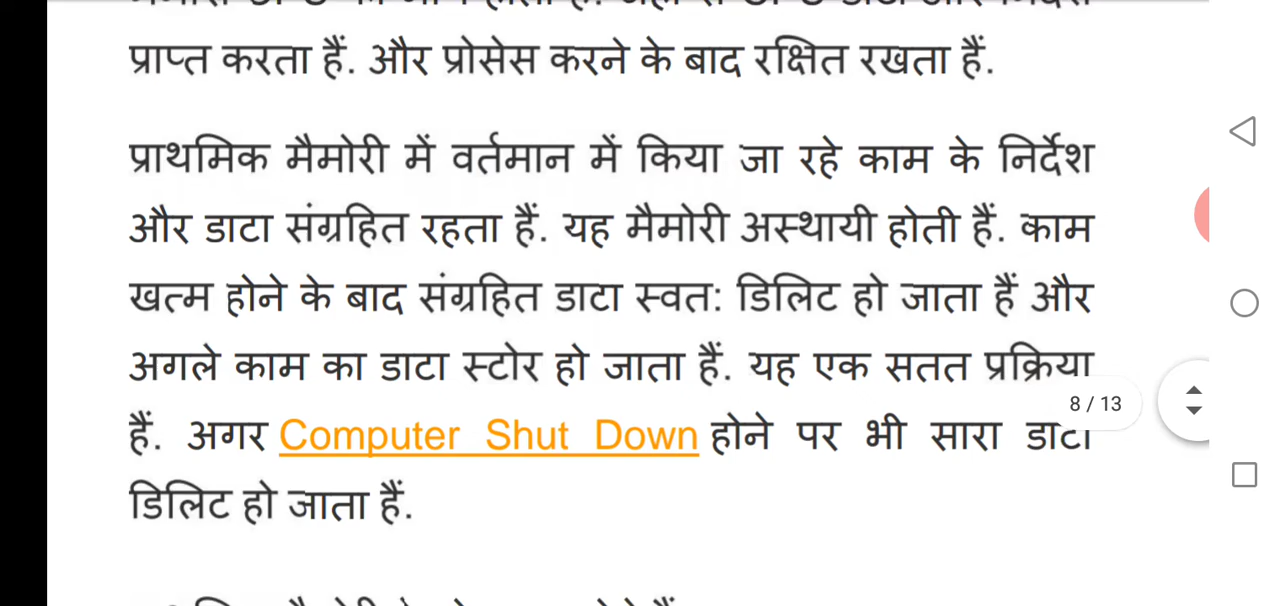 प्राप्त करता हैं. और प्रोसेस करने के बाद रक्षित रखता हैं.
प्राथमिक मैमोरी में वर्तमान में किया जा रहे काम के निर्देश
और डाटा संग्रहित रहता हैं. यह मैमोरी अस्थायी होती हैं. काम
खत्म होने के बाद संग्रहित डाटा स्वत: डिलिट हो जाता हैं और
अगले काम का डाटा स्टोर हो जाता हैं. यह एक सतत प्रक्रिया
8 / 13
हैं. अगर Computer Shut Down होने पर भी सारा डाटा
डिलिट हो जाता हैं.